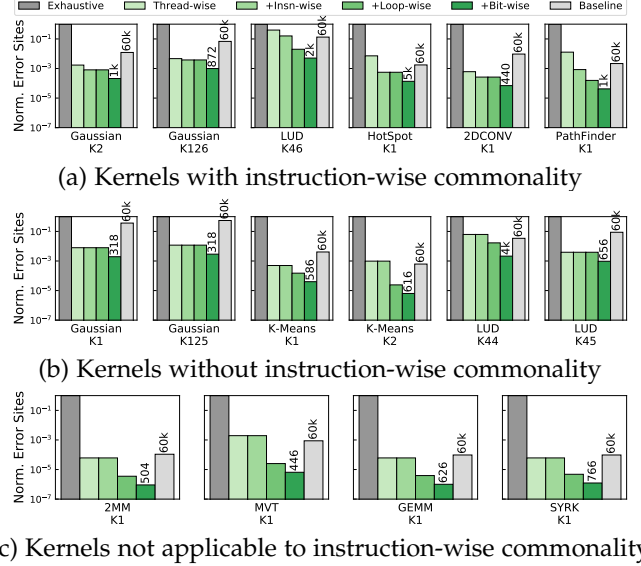 Exhaustive Thread-wise +Insn-wise +Loop-wise +Bit-wise Baseline
Norm. Error Sites
10⁻¹
10⁻³
10⁻⁵
10⁻⁷
1k 60k
872 60k
2k 60k
5k 60k
440 60k
1k 60k
Gaussian Gaussian LUD HotSpot 2DCONV PathFinder
K2 K126 K46 K1 K1 K1
(a) Kernels with instruction-wise commonality
Norm. Error Sites
10⁻¹
10⁻³
10⁻⁵
10⁻⁷
318 60k
318 60k
586 60k
616 60k
4k 60k
656 60k
Gaussian Gaussian K-Means K-Means LUD LUD
K1 K125 K1 K2 K44 K45
(b) Kernels without instruction-wise commonality
Norm. Error Sites
10⁻¹
10⁻³
10⁻⁵
10⁻⁷
504 60k
446 60k
626 60k
766 60k
2MM MVT GEMM SYRK
K1 K1 K1 K1
c) Kernels not applicable to instruction-wise commonality